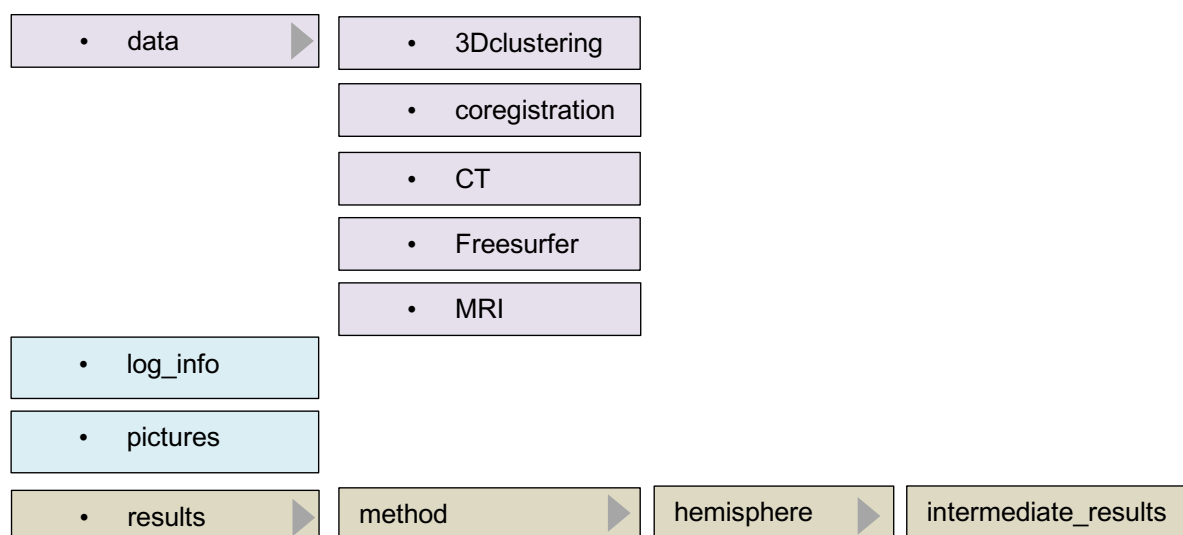 • data
• 3Dclustering
• coregistration
• CT
• Freesurfer
• MRI
• log_info
• pictures
• results
method
hemisphere
intermediate_results